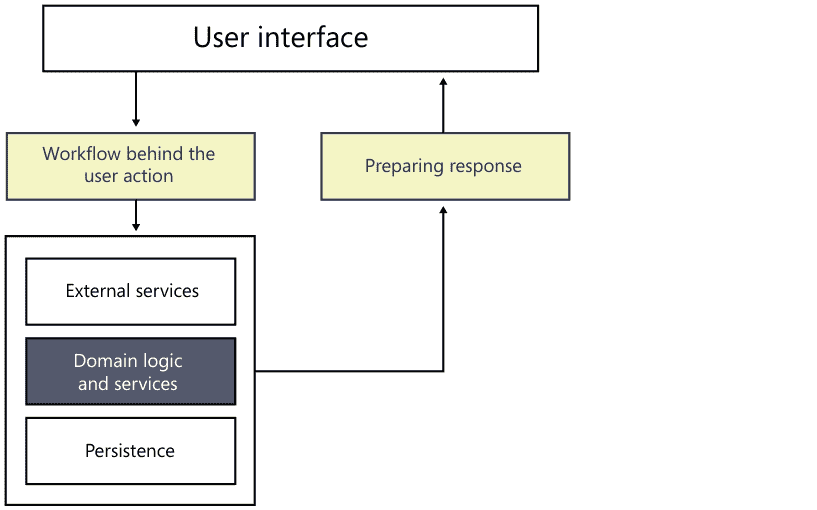 User interface
Workflow behind the
user action
Preparing response
External services
Domain logic
and services
Persistence